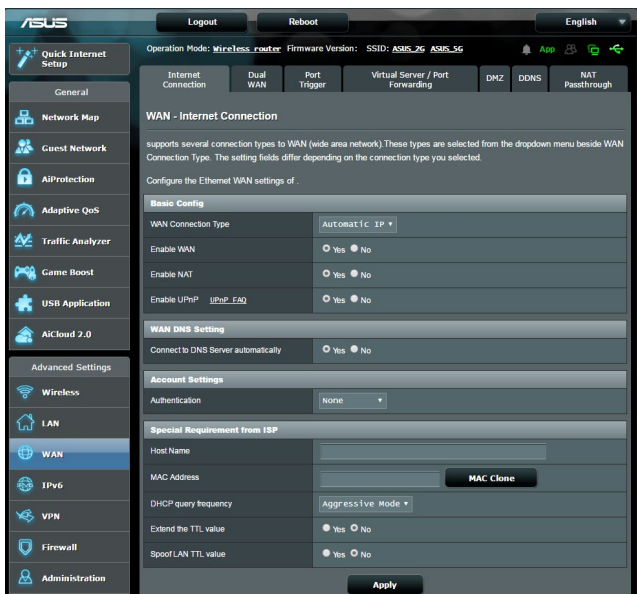 ASUS
Logout
Reboot
English
Quick Internet Setup
Operation Mode: Wireless router Firmware Version: SSID: ASUS_2G ASUS_5G
App
Internet Connection
Dual WAN
Port Trigger
Virtual Server / Port Forwarding
DMZ
DDNS
NAT Passthrough
General
Network Map
Guest Network
AiProtection
Adaptive QoS
Traffic Analyzer
Game Boost
USB Application
AiCloud 2.0
Advanced Settings
Wireless
LAN
WAN
IPv6
VPN
Firewall
Administration
WAN - Internet Connection
supports several connection types to WAN (wide area network).These types are selected from the dropdown menu beside WAN
Connection Type. The setting fields differ depending on the connection type you selected.
Configure the Ethernet WAN settings of .
Basic Config
WAN Connection Type Automatic IP
Enable WAN Yes No
Enable NAT Yes No
Enable UPnP UPnP FAQ Yes No
WAN DNS Setting
Connect to DNS Server automatically Yes No
Account Settings
Authentication None
Special Requirement from ISP
Host Name
MAC Address MAC Clone
DHCP query frequency Aggressive Mode
Extend the TTL value Yes No
Spoof LAN TTL value Yes No
Apply